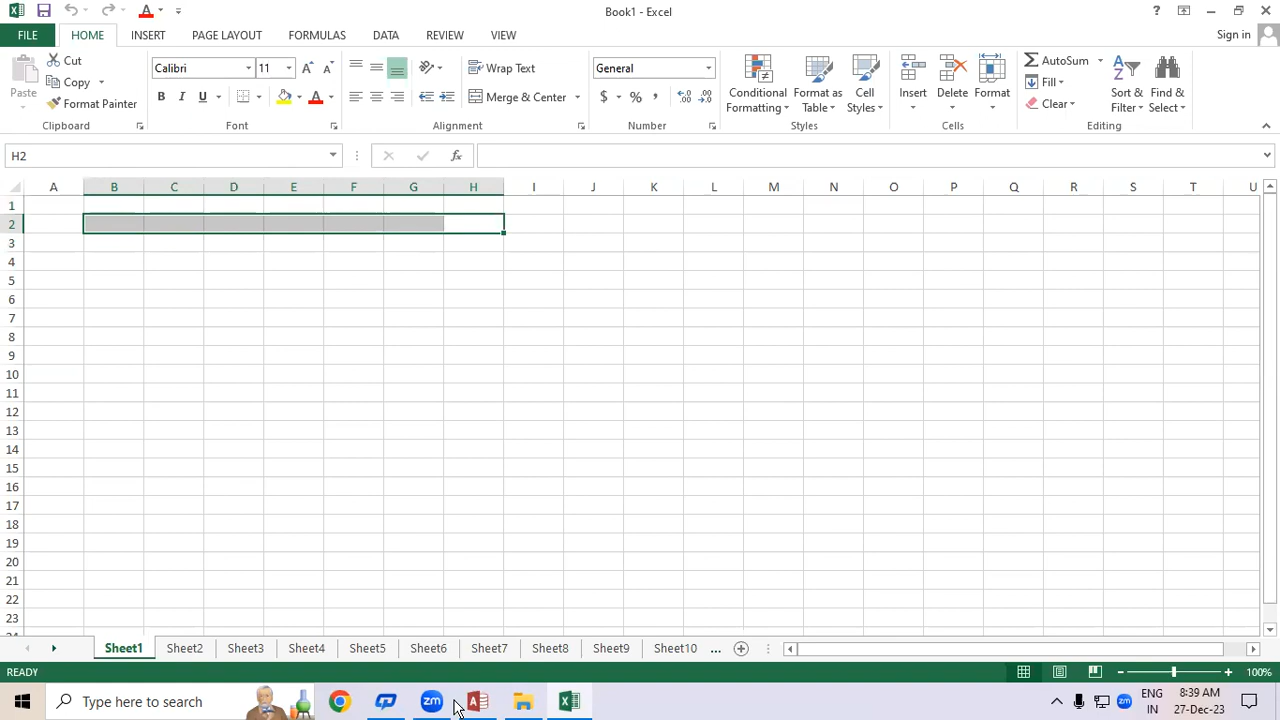 Book1 - Excel
FILE HOME INSERT PAGE LAYOUT FORMULAS DATA REVIEW VIEW Sign in
Cut
Copy
Format Painter
Paste
Clipboard
Calibri 11
Font
Wrap Text
Merge & Center
Alignment
General
Number
Conditional Formatting
Format as Table
Cell Styles
Styles
Insert Delete Format
Cells
AutoSum
Fill
Clear
Sort & Filter
Find & Select
Editing
H2
A B C D E F G H I J K L M N O P Q R S T U
1
2
3
4
5
6
7
8
9
10
11
12
13
14
15
16
17
18
19
20
21
22
23
24
Sheet1 Sheet2 Sheet3 Sheet4 Sheet5 Sheet6 Sheet7 Sheet8 Sheet9 Sheet10 ...
READY 100%
Type here to search
zm
ENG IN
8:39 AM
27-Dec-23